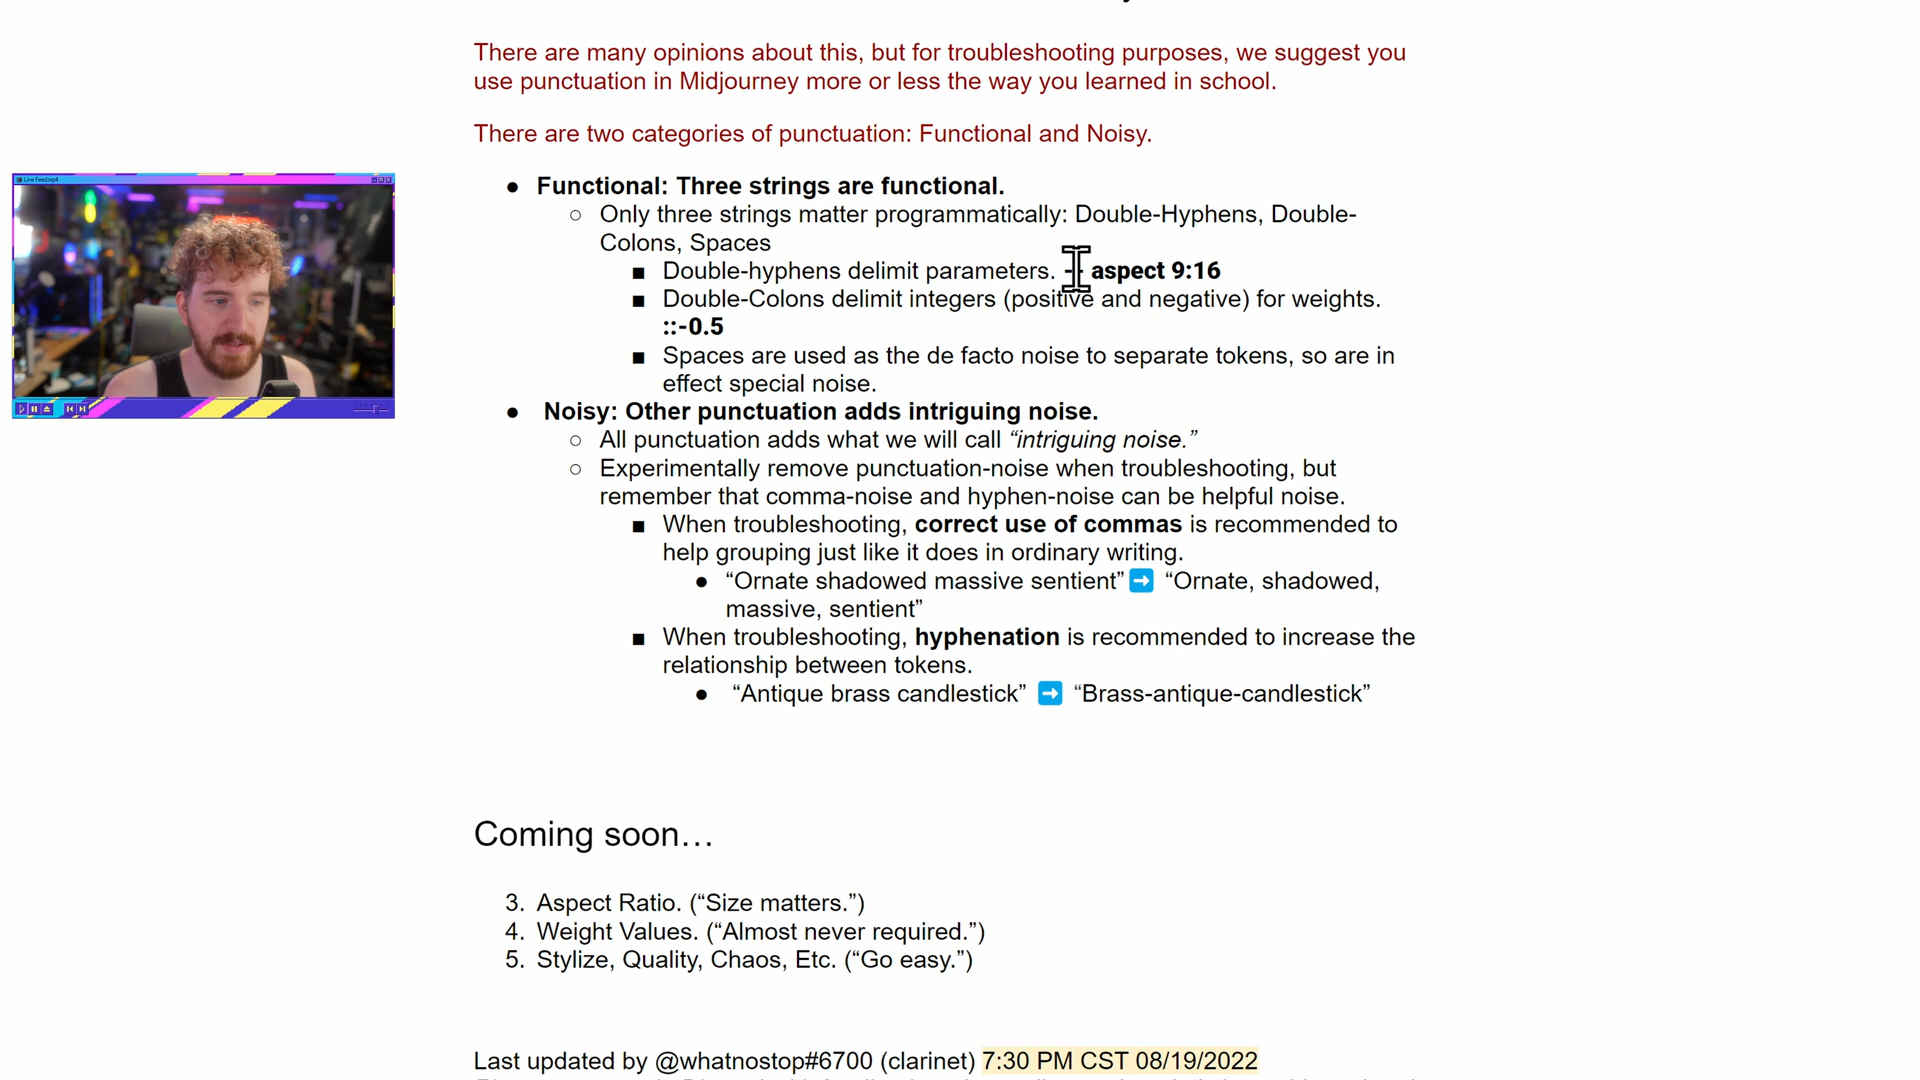 There are many opinions about this, but for troubleshooting purposes, we suggest you
use punctuation in Midjourney more or less the way you learned in school.
There are two categories of punctuation: Functional and Noisy.
Live Feed.mp4
● Functional: Three strings are functional.
○ Only three strings matter programmatically: Double-Hyphens, Double-
Colons, Spaces
■ Double-hyphens delimit parameters. aspect 9:16
■ Double-Colons delimit integers (positive and negative) for weights.
::-0.5
■ Spaces are used as the de facto noise to separate tokens, so are in
effect special noise.
● Noisy: Other punctuation adds intriguing noise.
○ All punctuation adds what we will call “intriguing noise.”
○ Experimentally remove punctuation-noise when troubleshooting, but
remember that comma-noise and hyphen-noise can be helpful noise.
■ When troubleshooting, correct use of commas is recommended to
help grouping just like it does in ordinary writing.
● “Ornate shadowed massive sentient” ➡ “Ornate, shadowed,
massive, sentient”
■ When troubleshooting, hyphenation is recommended to increase the
relationship between tokens.
● “Antique brass candlestick” ➡ “Brass-antique-candlestick”
Coming soon…
3. Aspect Ratio. (“Size matters.”)
4. Weight Values. (“Almost never required.”)
5. Stylize, Quality, Chaos, Etc. (“Go easy.”)
Last updated by @whatnostop#6700 (clarinet) 7:30 PM CST 08/19/2022